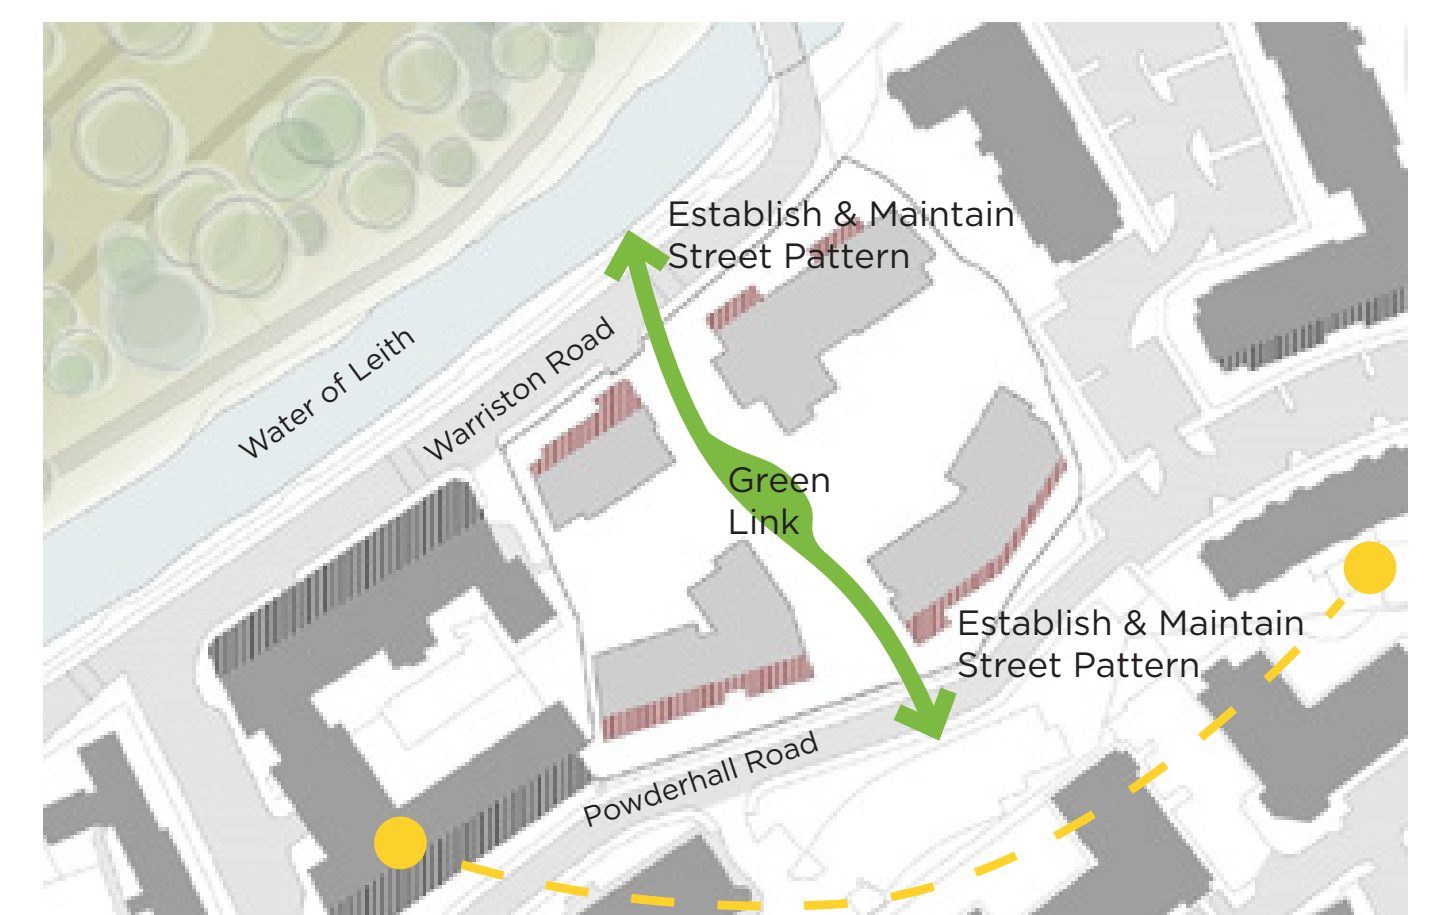 Establish & Maintain
Street Pattern
Water of Leith
Warriston Road
Green
Link
Establish & Maintain
Street Pattern
Powderhall Road